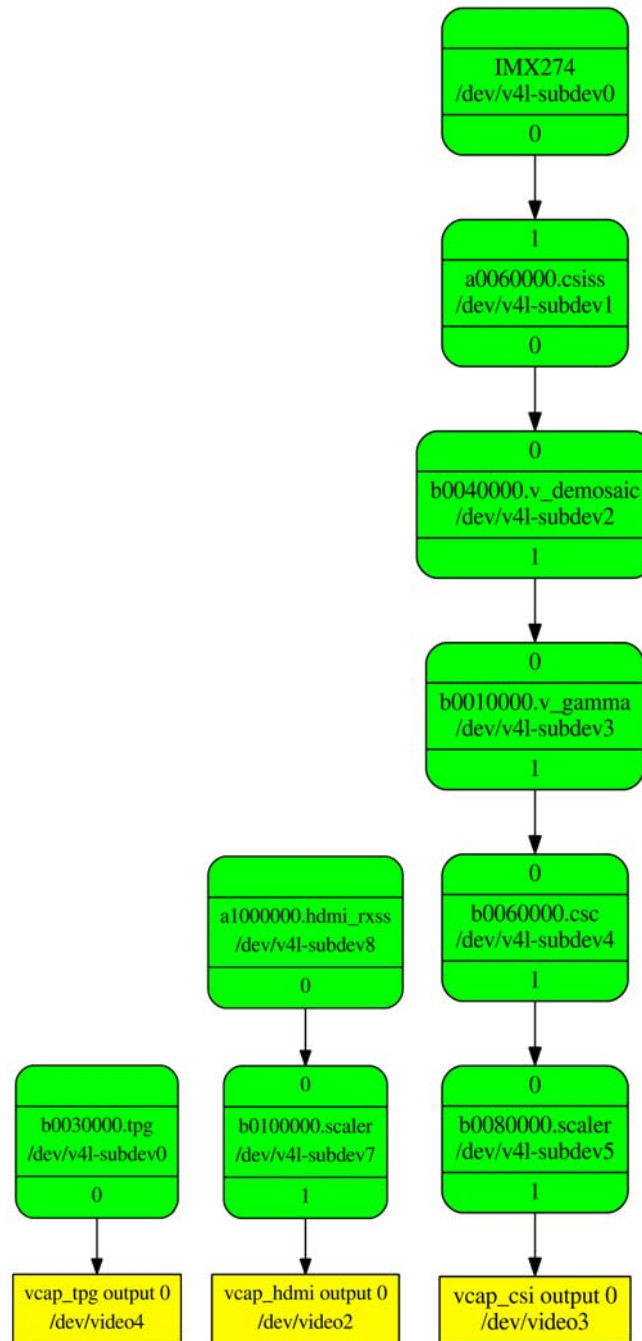 IMX274
/dev/v4l-subdev0
0
1
a0060000.csiss
/dev/v4l-subdev1
0
0
b0040000.v_demosaic
/dev/v4l-subdev2
1
0
b0010000.v_gamma
/dev/v4l-subdev3
1
0
b0060000.csc
/dev/v4l-subdev4
1
0
b0080000.scaler
/dev/v4l-subdev5
1
vcap_csi output 0
/dev/video3
a1000000.hdmi_rxss
/dev/v4l-subdev8
0
0
b0100000.scaler
/dev/v4l-subdev7
1
vcap_hdmi output 0
/dev/video2
b0030000.tpg
/dev/v4l-subdev0
0
vcap_tpg output 0
/dev/video4